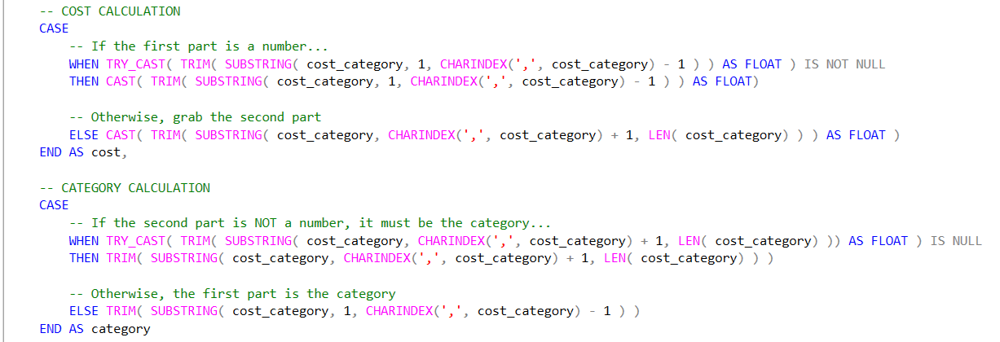 -- COST CALCULATION
CASE
-- If the first part is a number...
WHEN TRY_CAST( TRIM( SUBSTRING( cost_category, 1, CHARINDEX(',', cost_category) - 1 ) ) AS FLOAT ) IS NOT NULL
THEN CAST( TRIM( SUBSTRING( cost_category, 1, CHARINDEX(',', cost_category) - 1 ) ) AS FLOAT)
-- Otherwise, grab the second part
ELSE CAST( TRIM( SUBSTRING( cost_category, CHARINDEX(',', cost_category) + 1, LEN( cost_category) ) ) AS FLOAT )
END AS cost,
-- CATEGORY CALCULATION
CASE
-- If the second part is NOT a number, it must be the category...
WHEN TRY_CAST( TRIM( SUBSTRING( cost_category, CHARINDEX(',', cost_category) + 1, LEN( cost_category) )) AS FLOAT ) IS NULL
THEN TRIM( SUBSTRING( cost_category, CHARINDEX(',', cost_category) + 1, LEN( cost_category) ) )
-- Otherwise, the first part is the category
ELSE TRIM( SUBSTRING( cost_category, 1, CHARINDEX(',', cost_category) - 1 ) )
END AS category